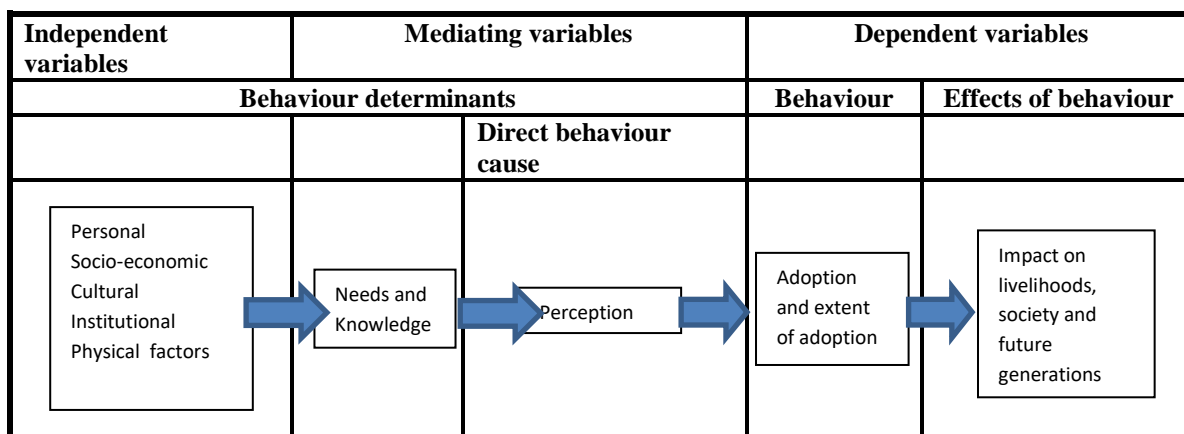 Independent
variables
Mediating variables
Dependent variables
Behaviour determinants
Behaviour
Effects of behaviour
Direct behaviour
cause
Personal
Socio-economic
Cultural
Institutional
Physical factors
Needs and
Knowledge
Perception
Adoption
and extent
of adoption
Impact on
livelihoods,
society and
future
generations